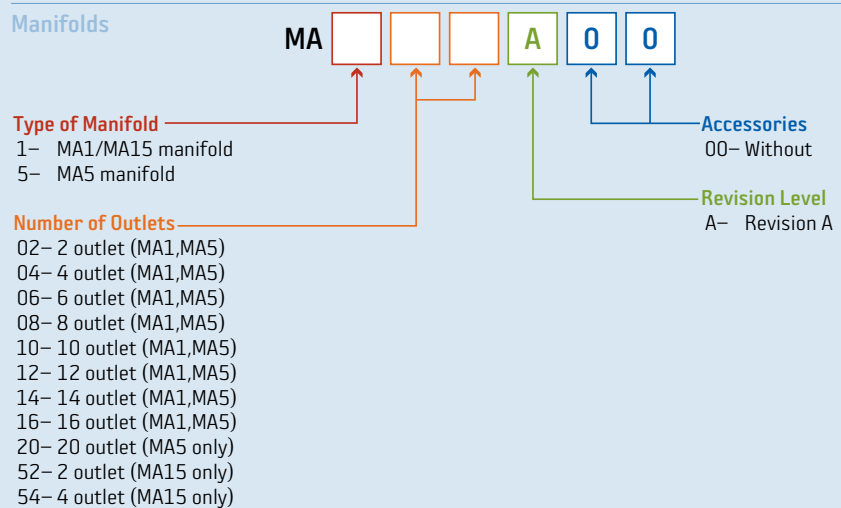 Manifolds
MA A 0 0
Type of Manifold
1– MA1/MA15 manifold
5– MA5 manifold
Number of Outlets
02– 2 outlet (MA1,MA5)
04– 4 outlet (MA1,MA5)
06– 6 outlet (MA1,MA5)
08– 8 outlet (MA1,MA5)
10– 10 outlet (MA1,MA5)
12– 12 outlet (MA1,MA5)
14– 14 outlet (MA1,MA5)
16– 16 outlet (MA1,MA5)
20– 20 outlet (MA5 only)
52– 2 outlet (MA15 only)
54– 4 outlet (MA15 only)
Accessories
00– Without
Revision Level
A– Revision A